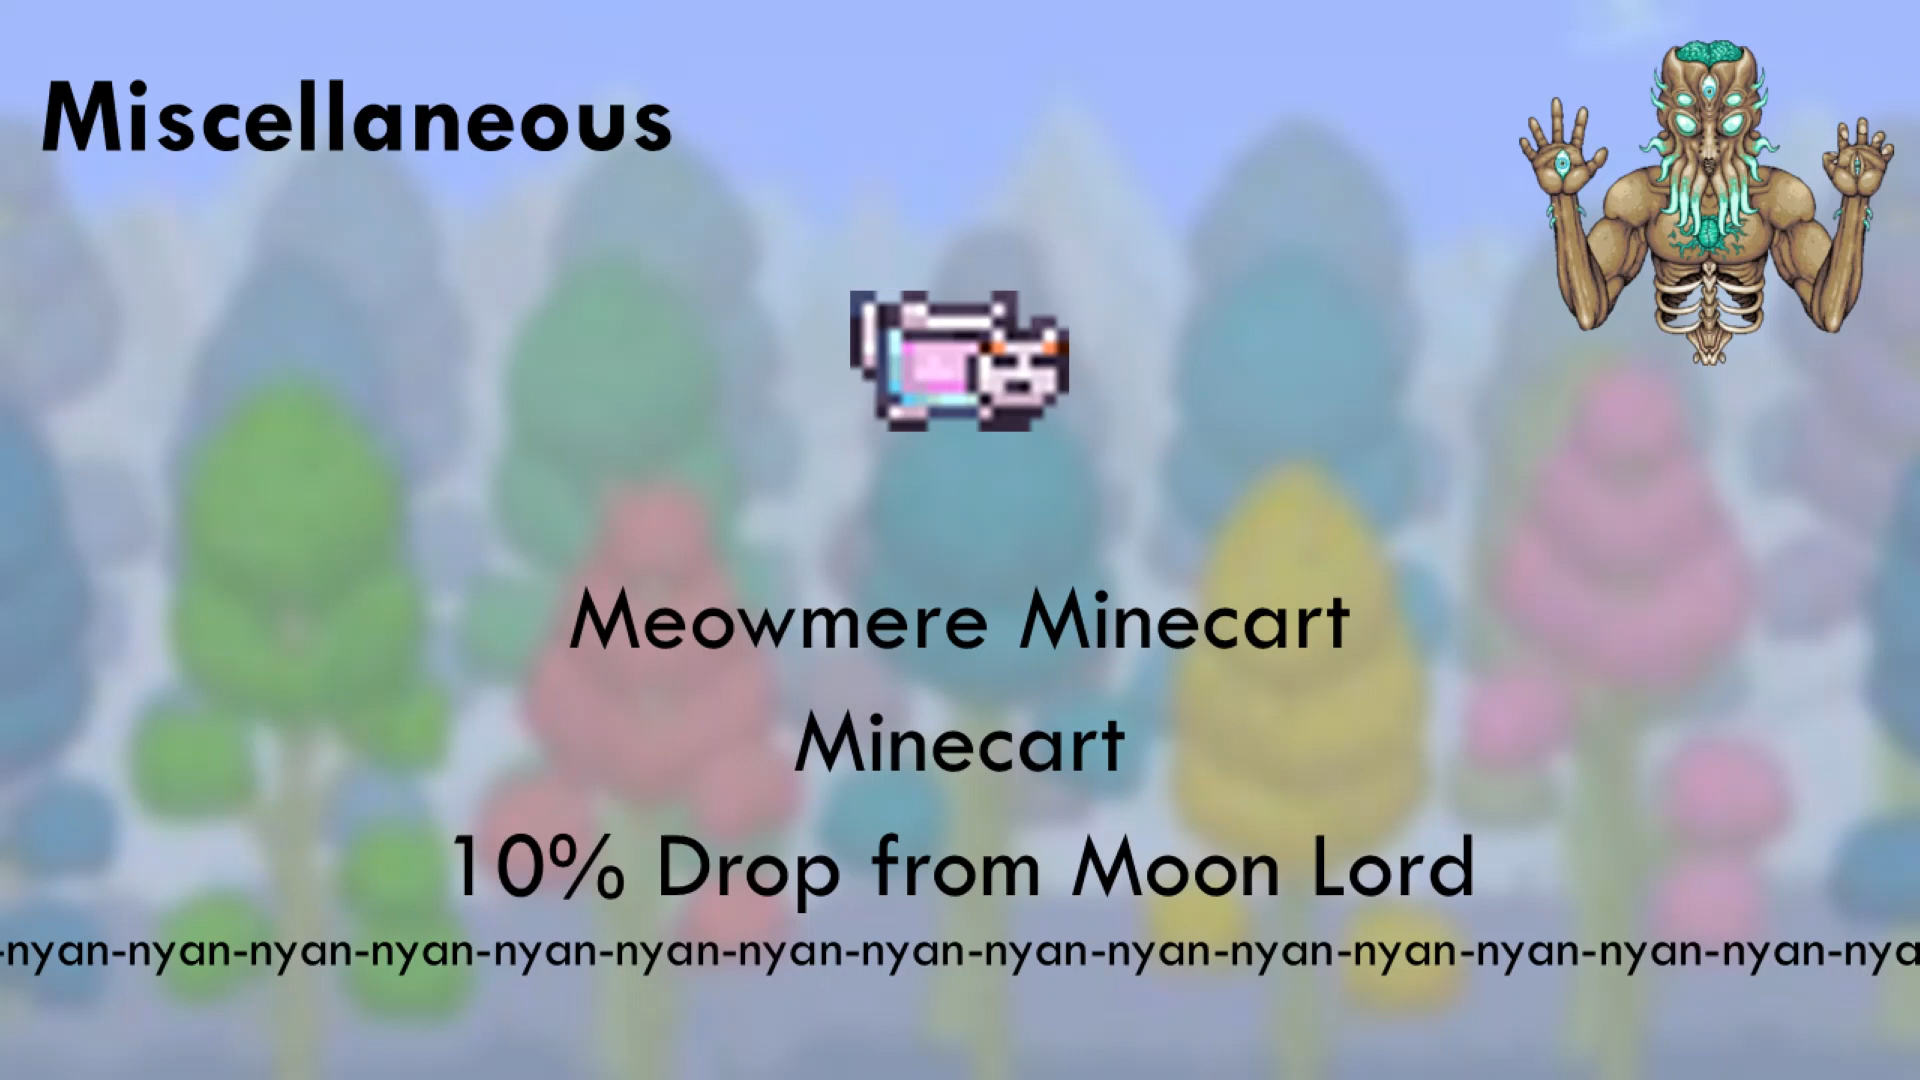 Miscellaneous
Meowmere Minecart
Minecart
10% Drop from Moon Lord
-nyan-nyan-nyan-nyan-nyan-nyan-nyan-nyan-nyan-nyan-nyan-nyan-nyan-nyan-nyan-nya